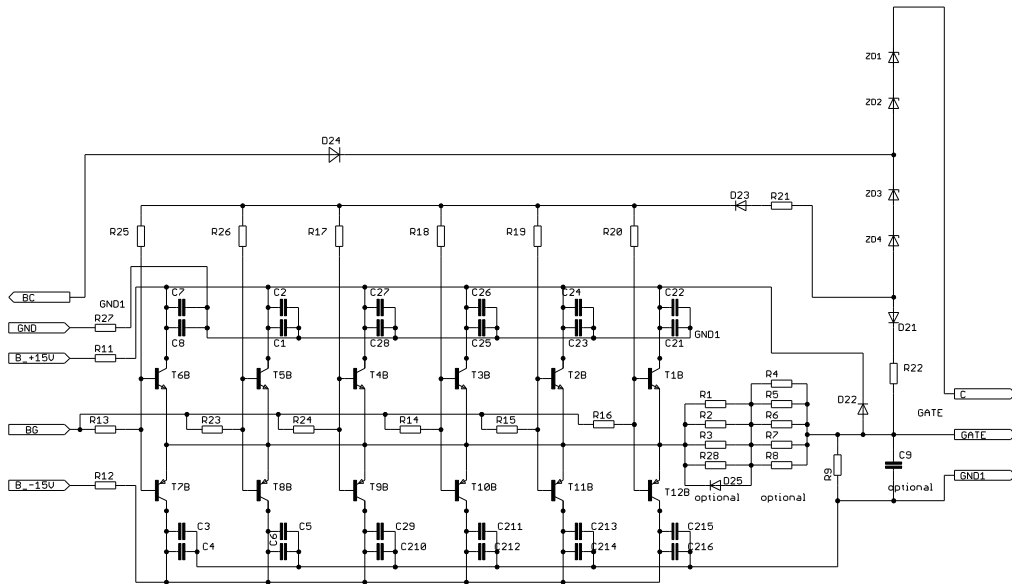 ZD1
ZD2
D24
ZD3
D23
R21
R25
R26
R17
R18
R19
R20
ZD4
BC
GND1
C7
C2
C27
C26
C24
C22
GND
R27
C8
C1
C28
C25
C23
C21
GND1
D21
B_+15V
R11
T6B
T5B
T4B
T3B
T2B
T1B
R4
R22
R1
R5
D22
C
BG
R13
R23
R24
R14
R15
R16
R2
R6
GATE
GATE
R3
R7
R28
R8
R9
C9
B_-15V
R12
T7B
T8B
T9B
T10B
T11B
T12B
D25
optional
optional
optional
GND1
C3
C4
C6
C5
C29
C210
C211
C212
C213
C214
C215
C216